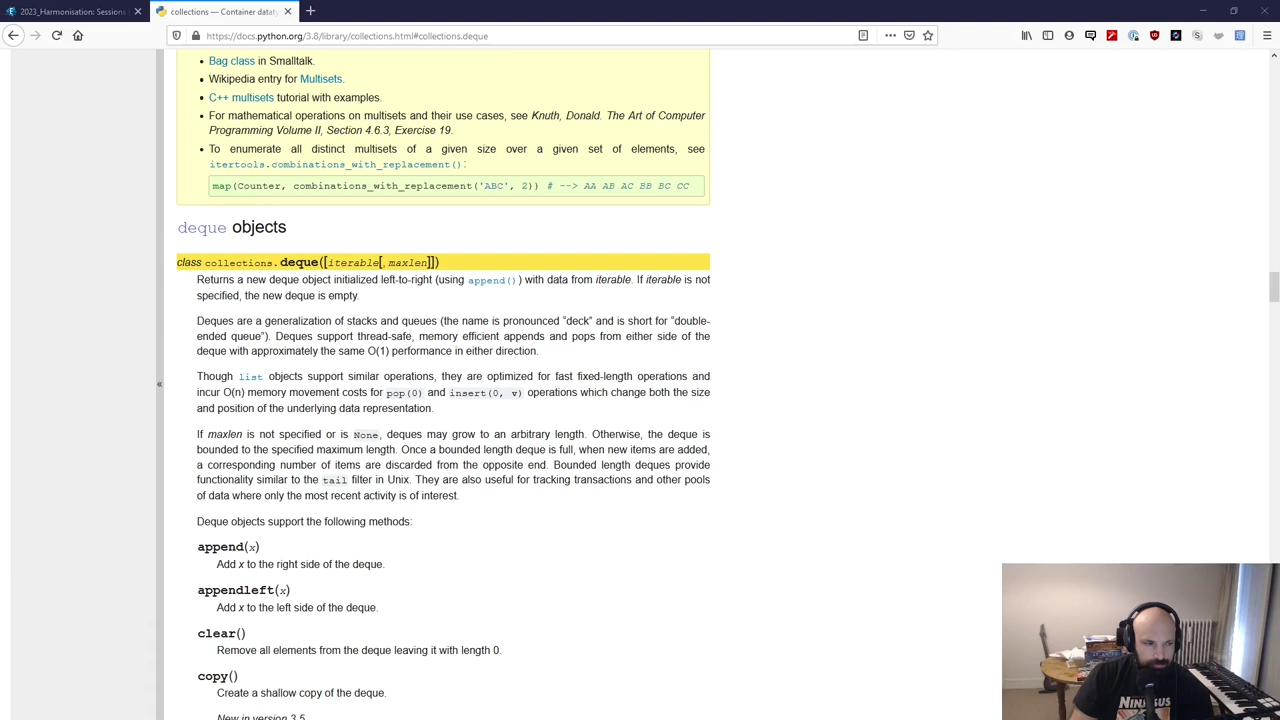 2023_Harmonisation: Sessions
collections — Container dataty
https://docs.python.org/3.8/library/collections.html#collections.deque
Bag class in Smalltalk.
Wikipedia entry for Multisets.
C++ multisets tutorial with examples.
For mathematical operations on multisets and their use cases, see Knuth, Donald. The Art of Computer
Programming Volume II, Section 4.6.3, Exercise 19.
To enumerate all distinct multisets of a given size over a given set of elements, see
itertools.combinations_with_replacement():
map(Counter, combinations_with_replacement('ABC', 2)) # --> AA AB AC BB BC CC
deque objects
class collections.deque([iterable[, maxlen]])
Returns a new deque object initialized left-to-right (using append()) with data from iterable. If iterable is not
specified, the new deque is empty.
Deques are a generalization of stacks and queues (the name is pronounced “deck” and is short for “double-
ended queue”). Deques support thread-safe, memory efficient appends and pops from either side of the
deque with approximately the same O(1) performance in either direction.
Though list objects support similar operations, they are optimized for fast fixed-length operations and
incur O(n) memory movement costs for pop(0) and insert(0, v) operations which change both the size
and position of the underlying data representation.
If maxlen is not specified or is None, deques may grow to an arbitrary length. Otherwise, the deque is
bounded to the specified maximum length. Once a bounded length deque is full, when new items are added,
a corresponding number of items are discarded from the opposite end. Bounded length deques provide
functionality similar to the tail filter in Unix. They are also useful for tracking transactions and other pools
of data where only the most recent activity is of interest.
Deque objects support the following methods:
append(x)
Add x to the right side of the deque.
appendleft(x)
Add x to the left side of the deque.
clear()
Remove all elements from the deque leaving it with length 0.
copy()
Create a shallow copy of the deque.
New in version 3.5.